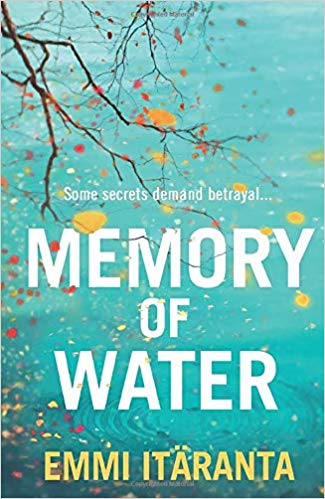 Some secrets demand betrayal...
MEMORY
OF
WATER
EMMI ITÄRANTA